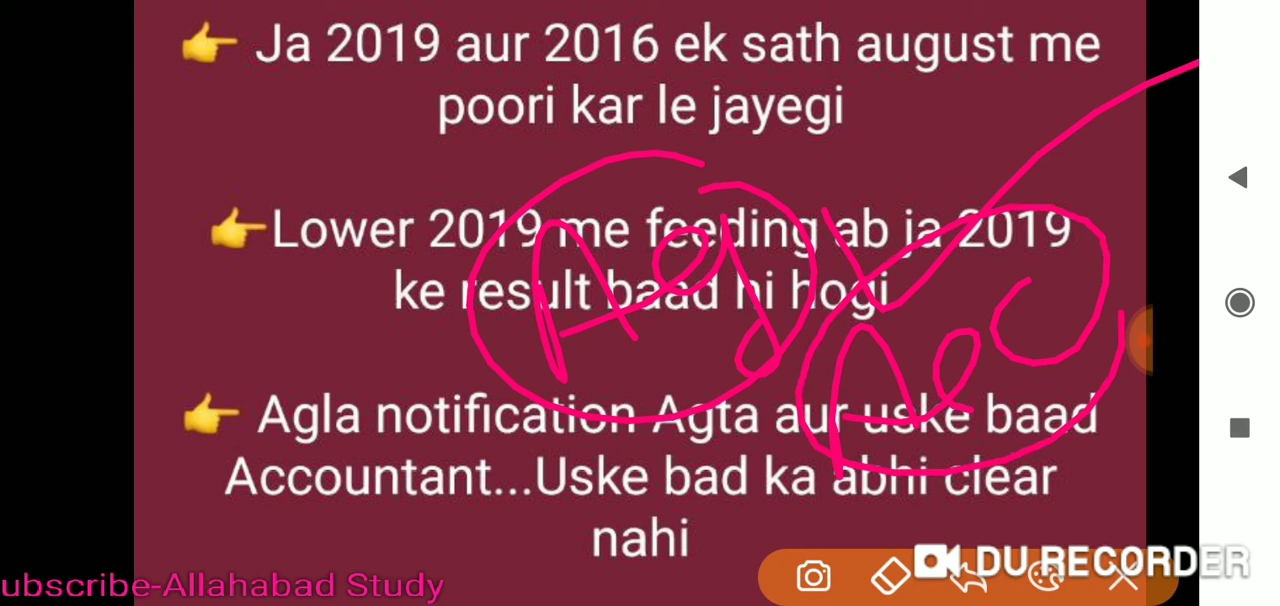 Ja 2019 aur 2016 ek sath august me
poori kar le jayegi
Lower 2019 me feeding ab ja 2019
ke result baad hi hogi
Agla notification Agta aur uske baad
Accountant...Uske bad ka abhi clear
nahi
ubscribe-Allahabad Study
DU RECORDER